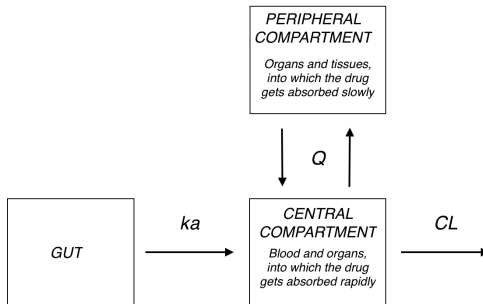 PERIPHERAL
COMPARTMENT
Organs and tissues,
into which the drug
gets absorbed slowly
Q
GUT
ka
CENTRAL
COMPARTMENT
Blood and organs,
into which the drug
gets absorbed rapidly
CL